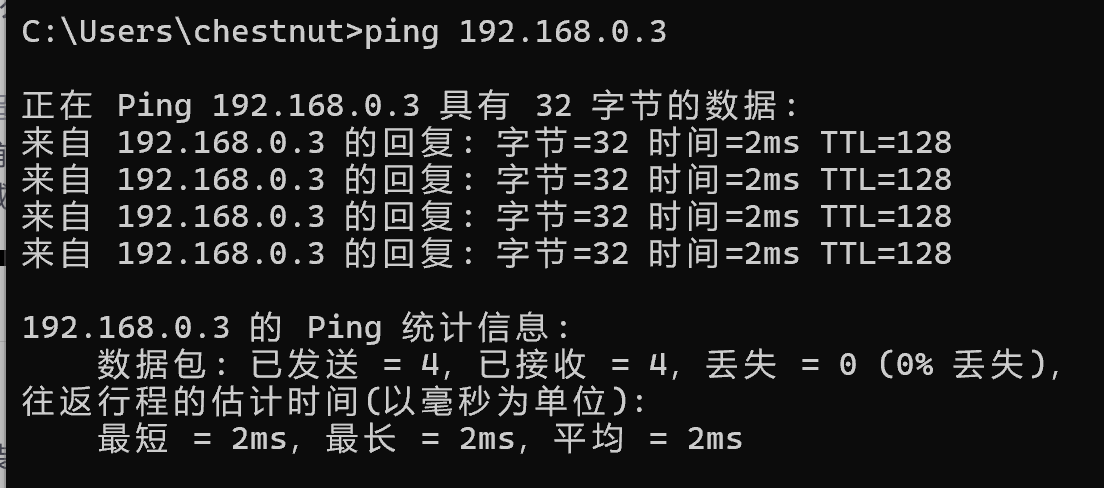 C:\Users\chestnut>ping 192.168.0.3
正在 Ping 192.168.0.3 具有 32 字节的数据:
来自 192.168.0.3 的回复: 字节=32 时间=2ms TTL=128
来自 192.168.0.3 的回复: 字节=32 时间=2ms TTL=128
来自 192.168.0.3 的回复: 字节=32 时间=2ms TTL=128
来自 192.168.0.3 的回复: 字节=32 时间=2ms TTL=128
192.168.0.3 的 Ping 统计信息:
数据包: 已发送 = 4, 已接收 = 4, 丢失 = 0 (0% 丢失),
往返行程的估计时间(以毫秒为单位):
最短 = 2ms, 最长 = 2ms, 平均 = 2ms